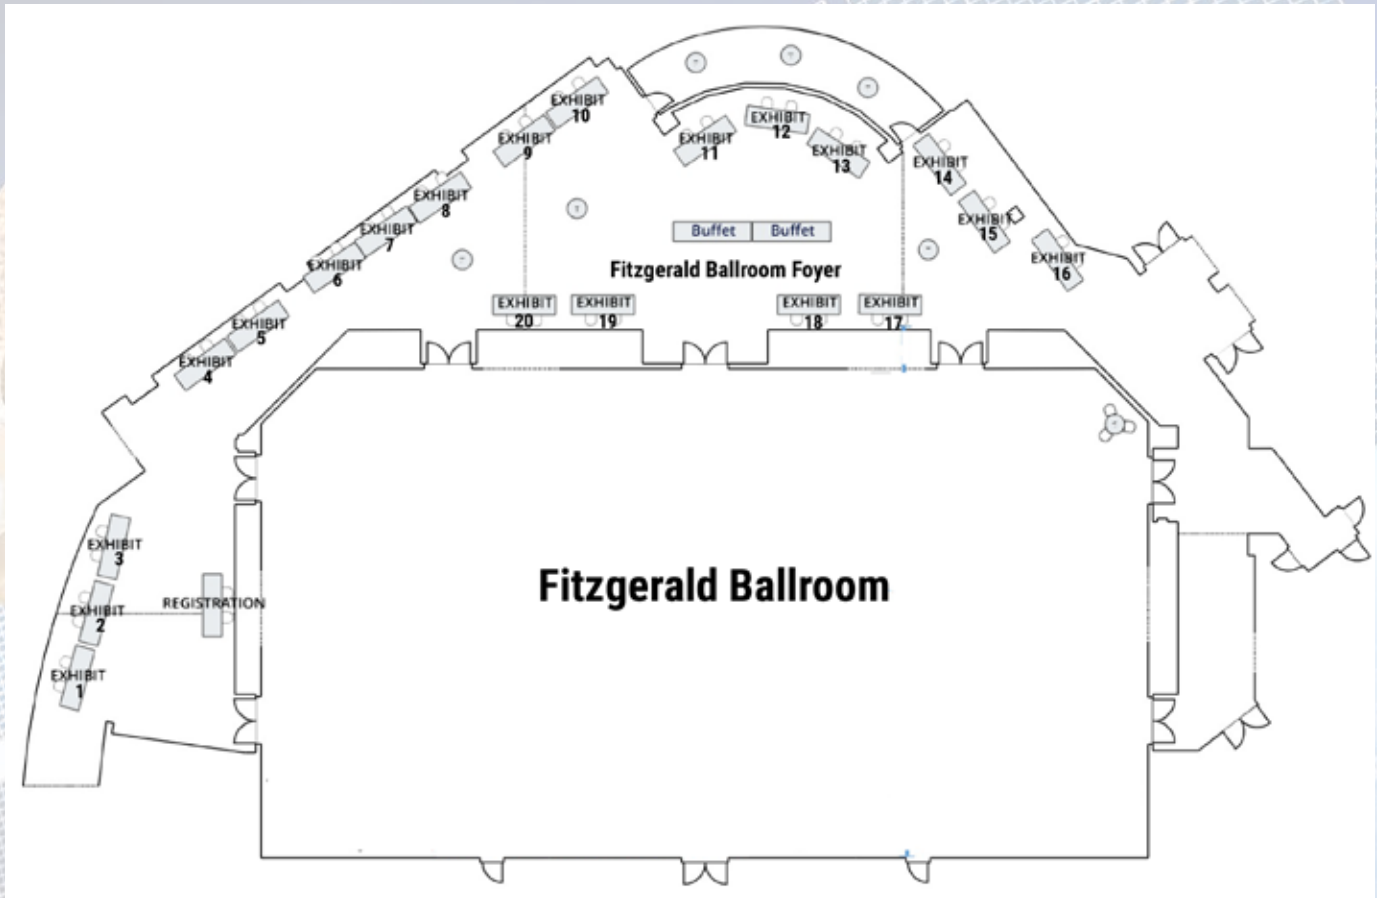 EXHIBIT
10
EXHIBIT
9
EXHIBIT
11
EXHIBIT
12
EXHIBIT
13
EXHIBIT
14
EXHIBIT
15
EXHIBIT
16
EXHIBIT
8
EXHIBIT
7
EXHIBIT
6
EXHIBIT
5
EXHIBIT
4
Buffet Buffet
Fitzgerald Ballroom Foyer
EXHIBIT
20
EXHIBIT
19
EXHIBIT
18
EXHIBIT
17
EXHIBIT
3
EXHIBIT
2
EXHIBIT
1
REGISTRATION
Fitzgerald Ballroom